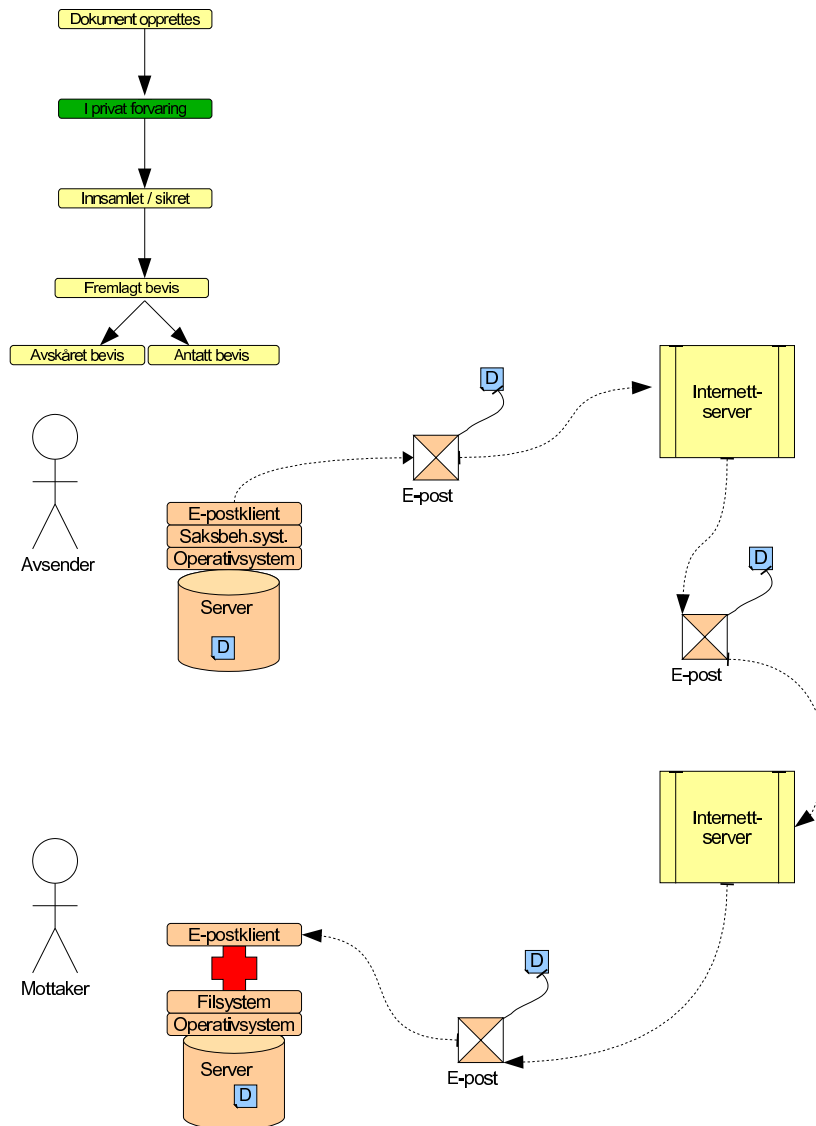 Dokument opprettes
I privat forvaring
Innsamlet / sikret
Fremlagt bevis
Avskåret bevis
Antatt bevis
D
Internett-
server
E-post
Avsender
E-postklient
Saksbeh.syst.
Operativsystem
Server
D
D
E-post
Internett-
server
Mottaker
E-postklient
Filsystem
Operativsystem
Server
D
D
E-post